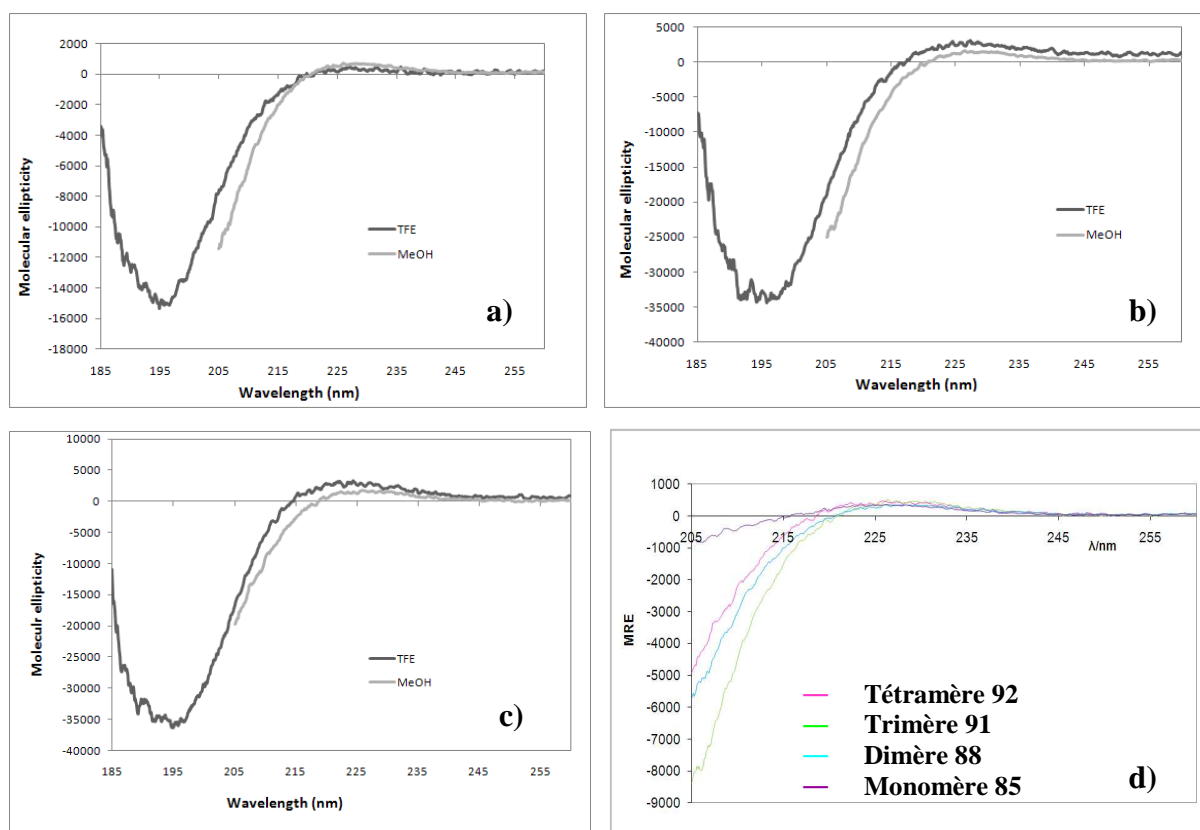 2000
0
-2000
-4000
-6000
-8000
-10000
-12000
-14000
-16000
-18000
185 195 205 215 225 235 245 255
Molecular ellipticity
Wavelength (nm)
TFE
MeOH
a)
5000
0
-5000
-10000
-15000
-20000
-25000
-30000
-35000
-40000
185 195 205 215 225 235 245 255
Molecular ellipticity
Wavelength (nm)
TFE
MeOH
b)
10000
5000
0
-5000
-10000
-15000
-20000
-25000
-30000
-35000
-40000
185 195 205 215 225 235 245 255
Moleculr ellipticity
Wavelength (nm)
TFE
MeOH
c)
1000
0
-1000
-2000
-3000
-4000
-5000
-6000
-7000
-8000
-9000
205 215 225 235 245 255
λ/nm
MRE
Tétramère 92
Trimère 91
Dimère 88
Monomère 85
d)